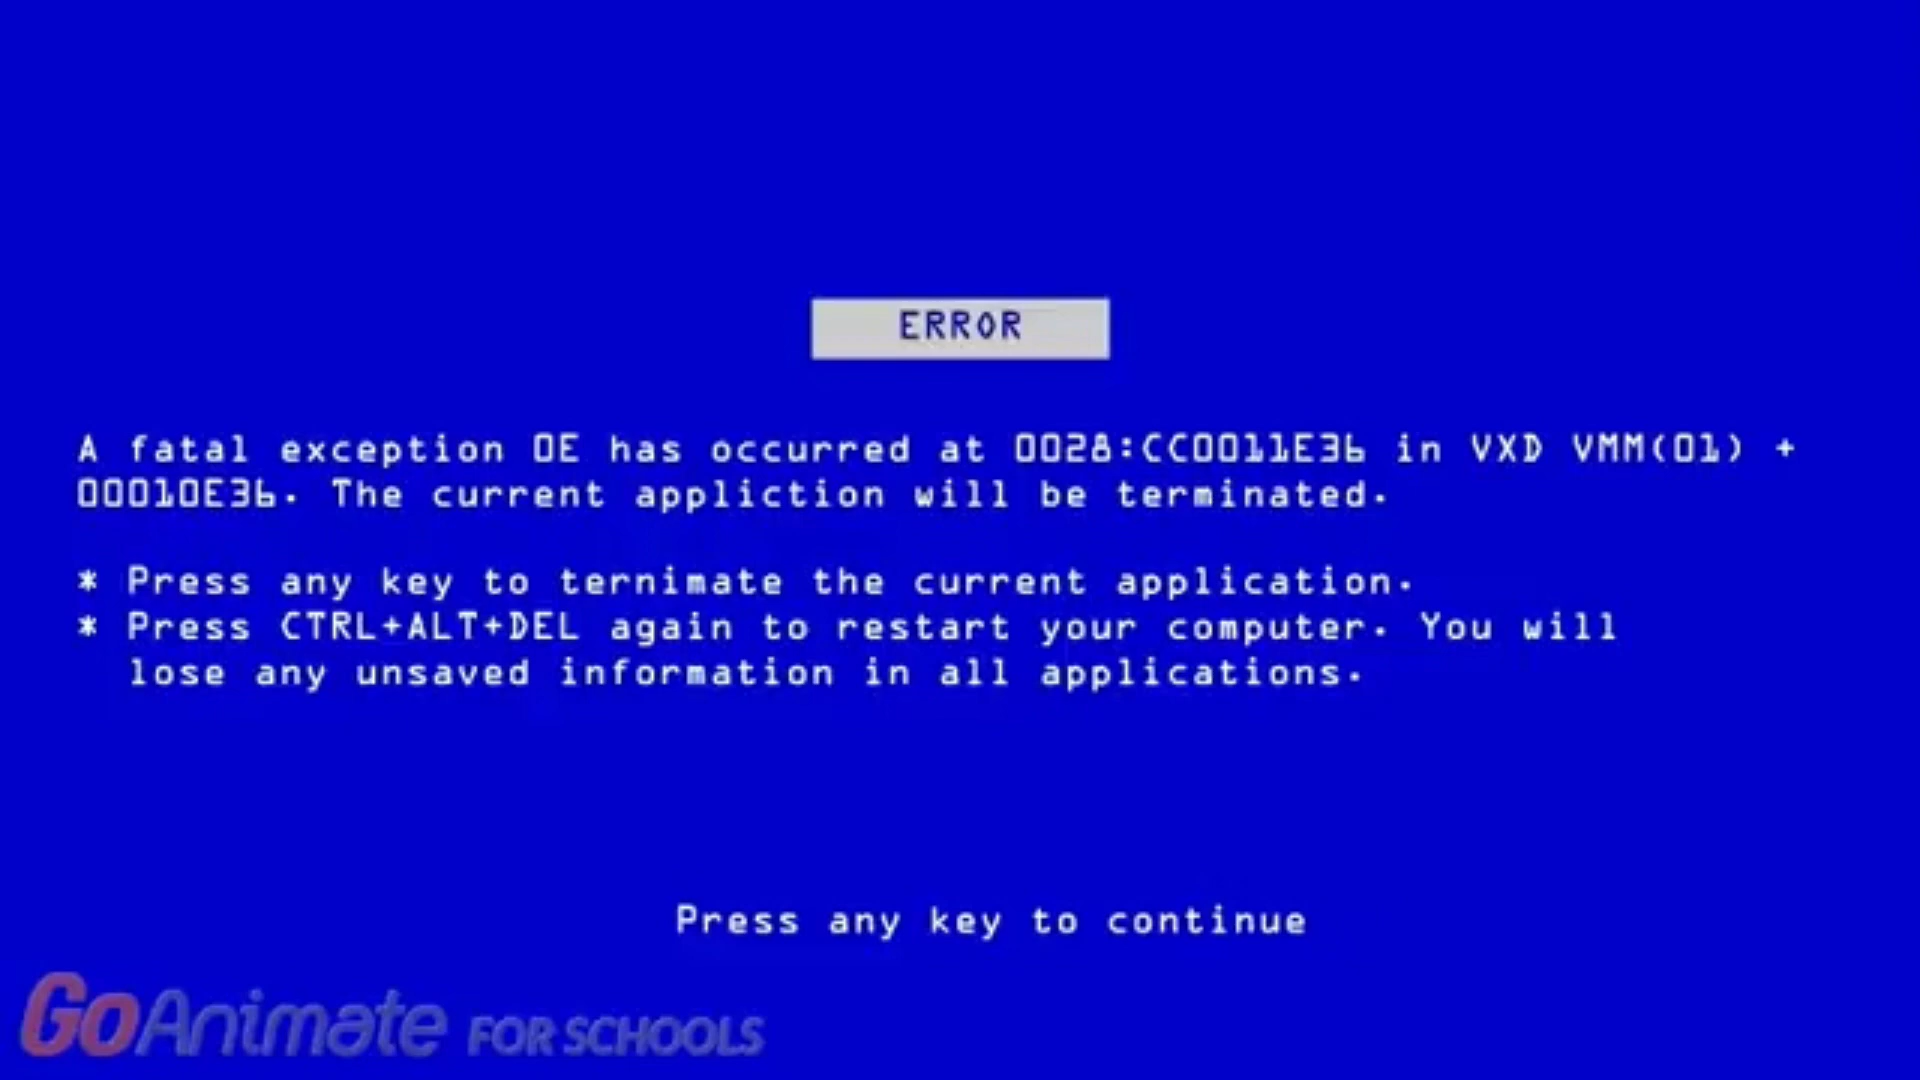 ERROR
A fatal exception 0E has occurred at 0028:CC0011E36 in VXD VMM(01) +
00010E36. The current appliction will be terminated.
* Press any key to ternimate the current application.
* Press CTRL+ALT+DEL again to restart your computer. You will
lose any unsaved information in all applications.
Press any key to continue
GoAnimate FOR SCHOOLS